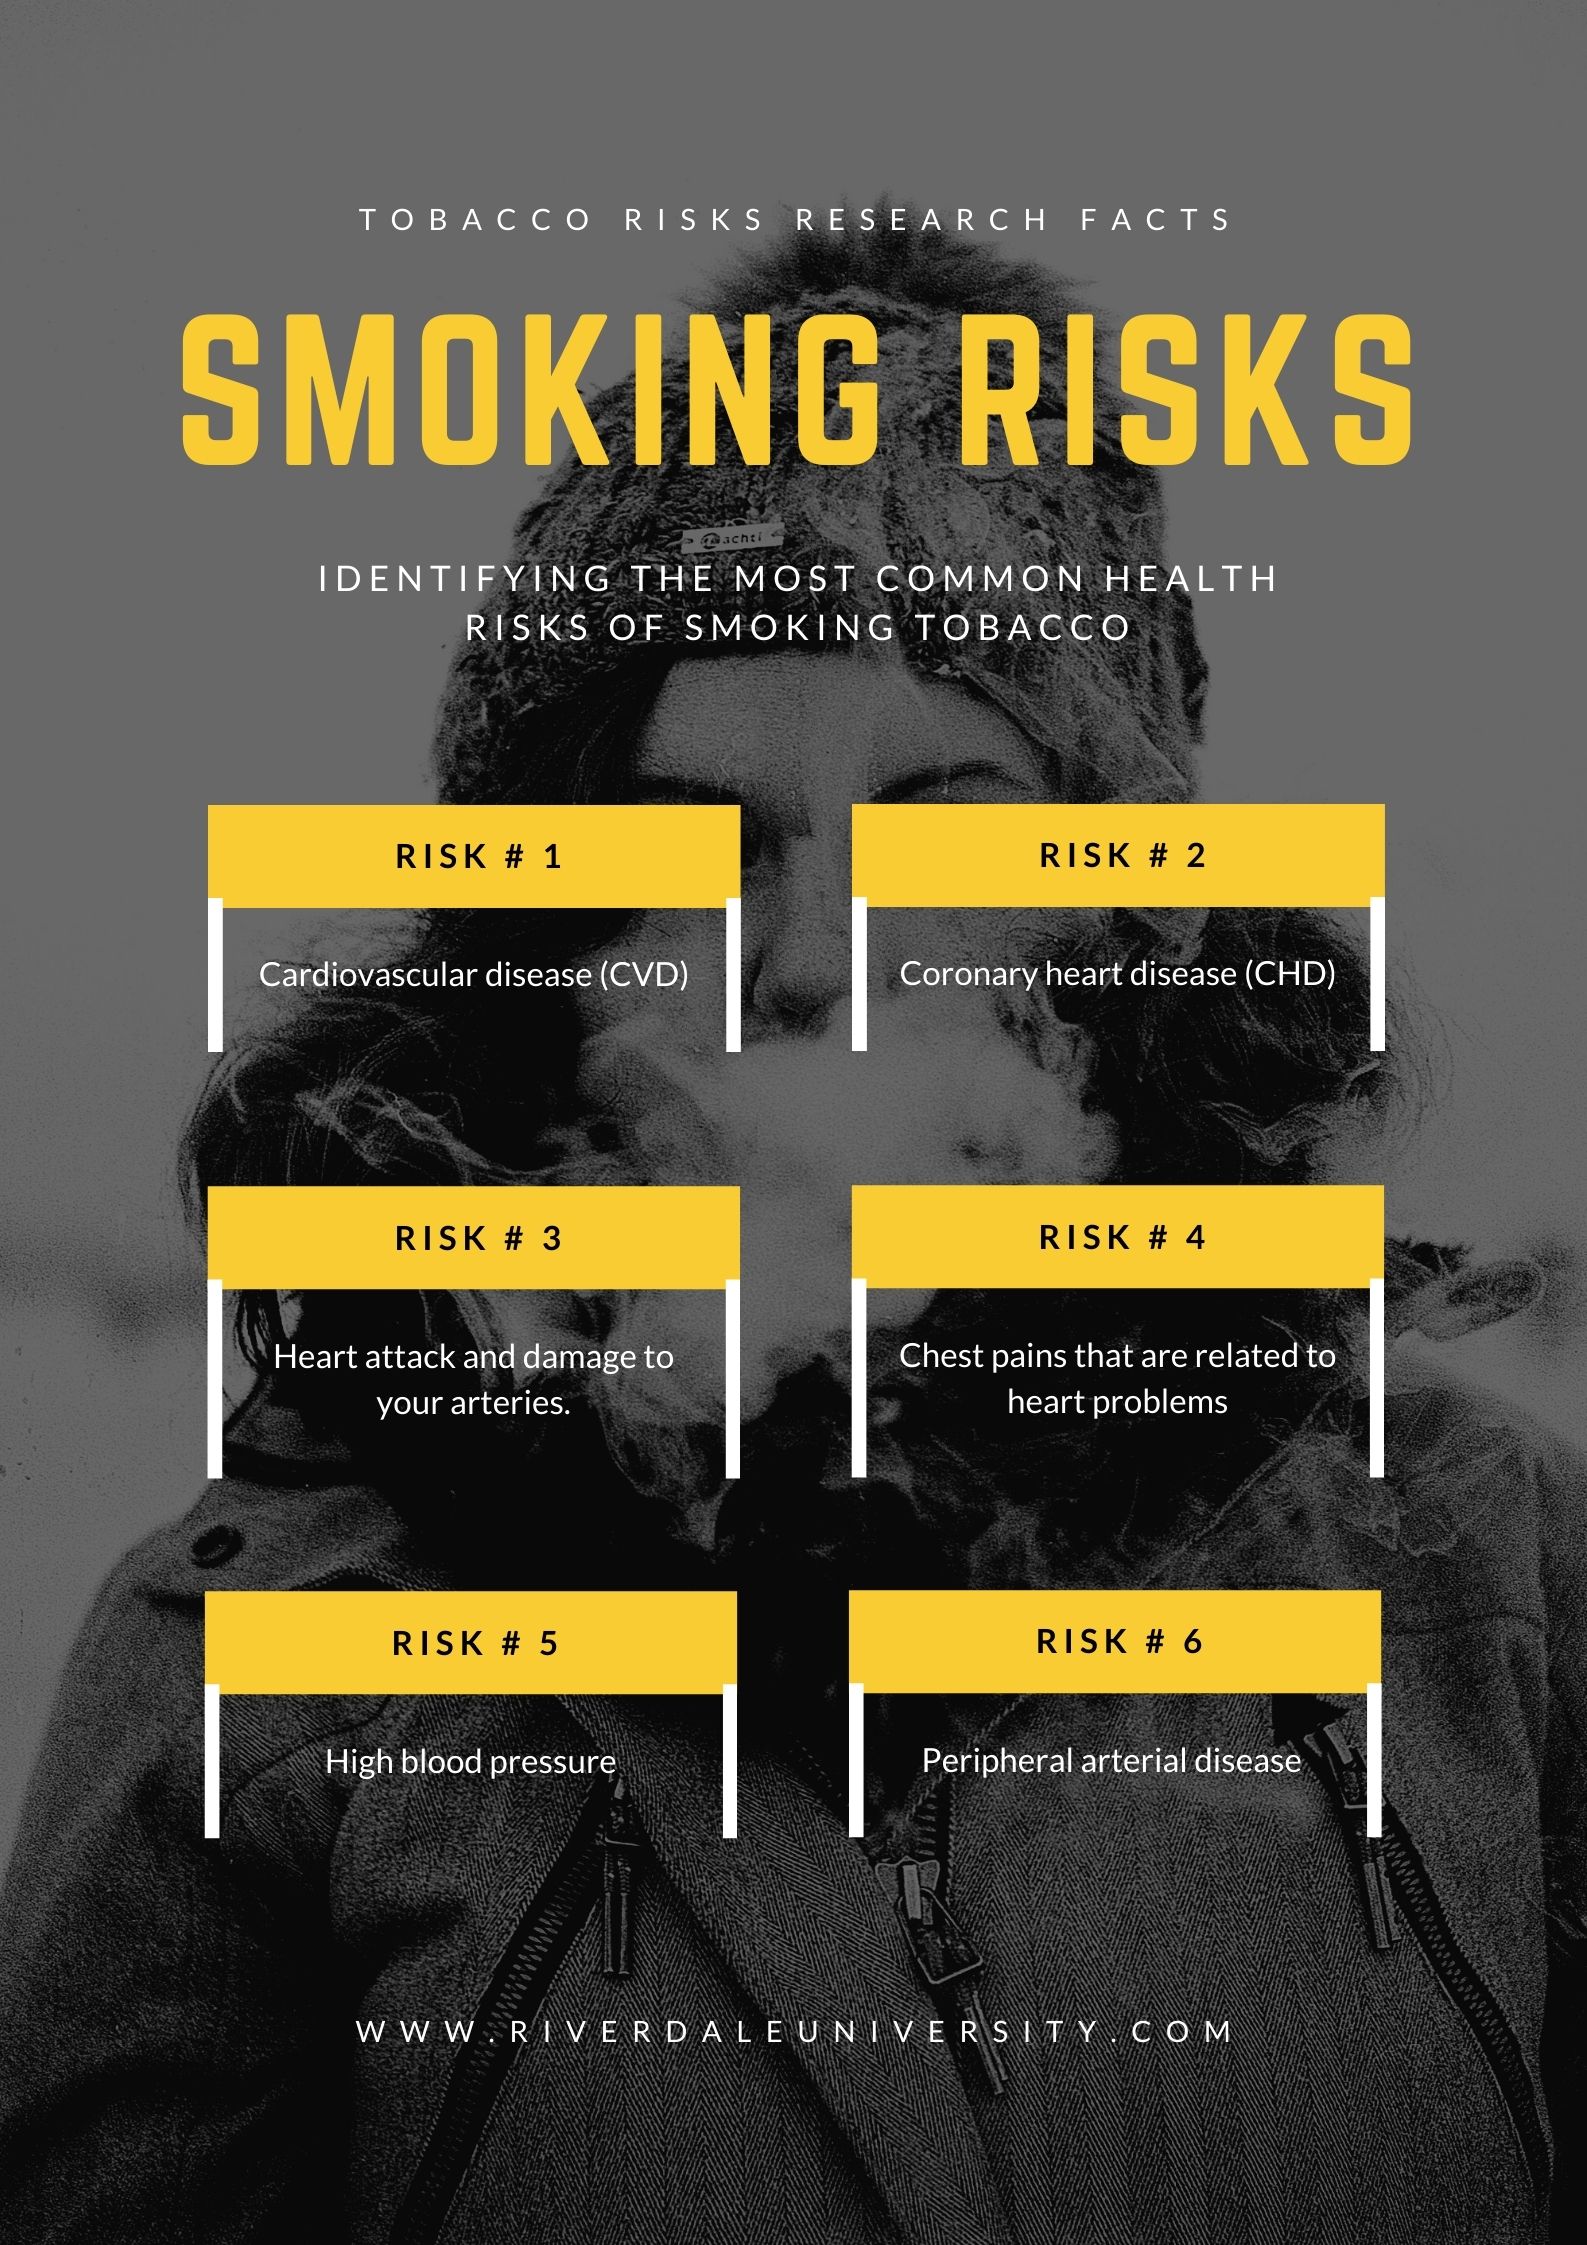 TOBACCO RISKS RESEARCH FACTS
SMOKING RISKS
IDENTIFYING THE MOST COMMON HEALTH
RISKS OF SMOKING TOBACCO
RISK # 1
Cardiovascular disease (CVD)
RISK # 2
Coronary heart disease (CHD)
RISK # 3
Heart attack and damage to
your arteries.
RISK # 4
Chest pains that are related to
heart problems
RISK # 5
High blood pressure
RISK # 6
Peripheral arterial disease
WWW.RIVERDALEUNIVERSITY.COM